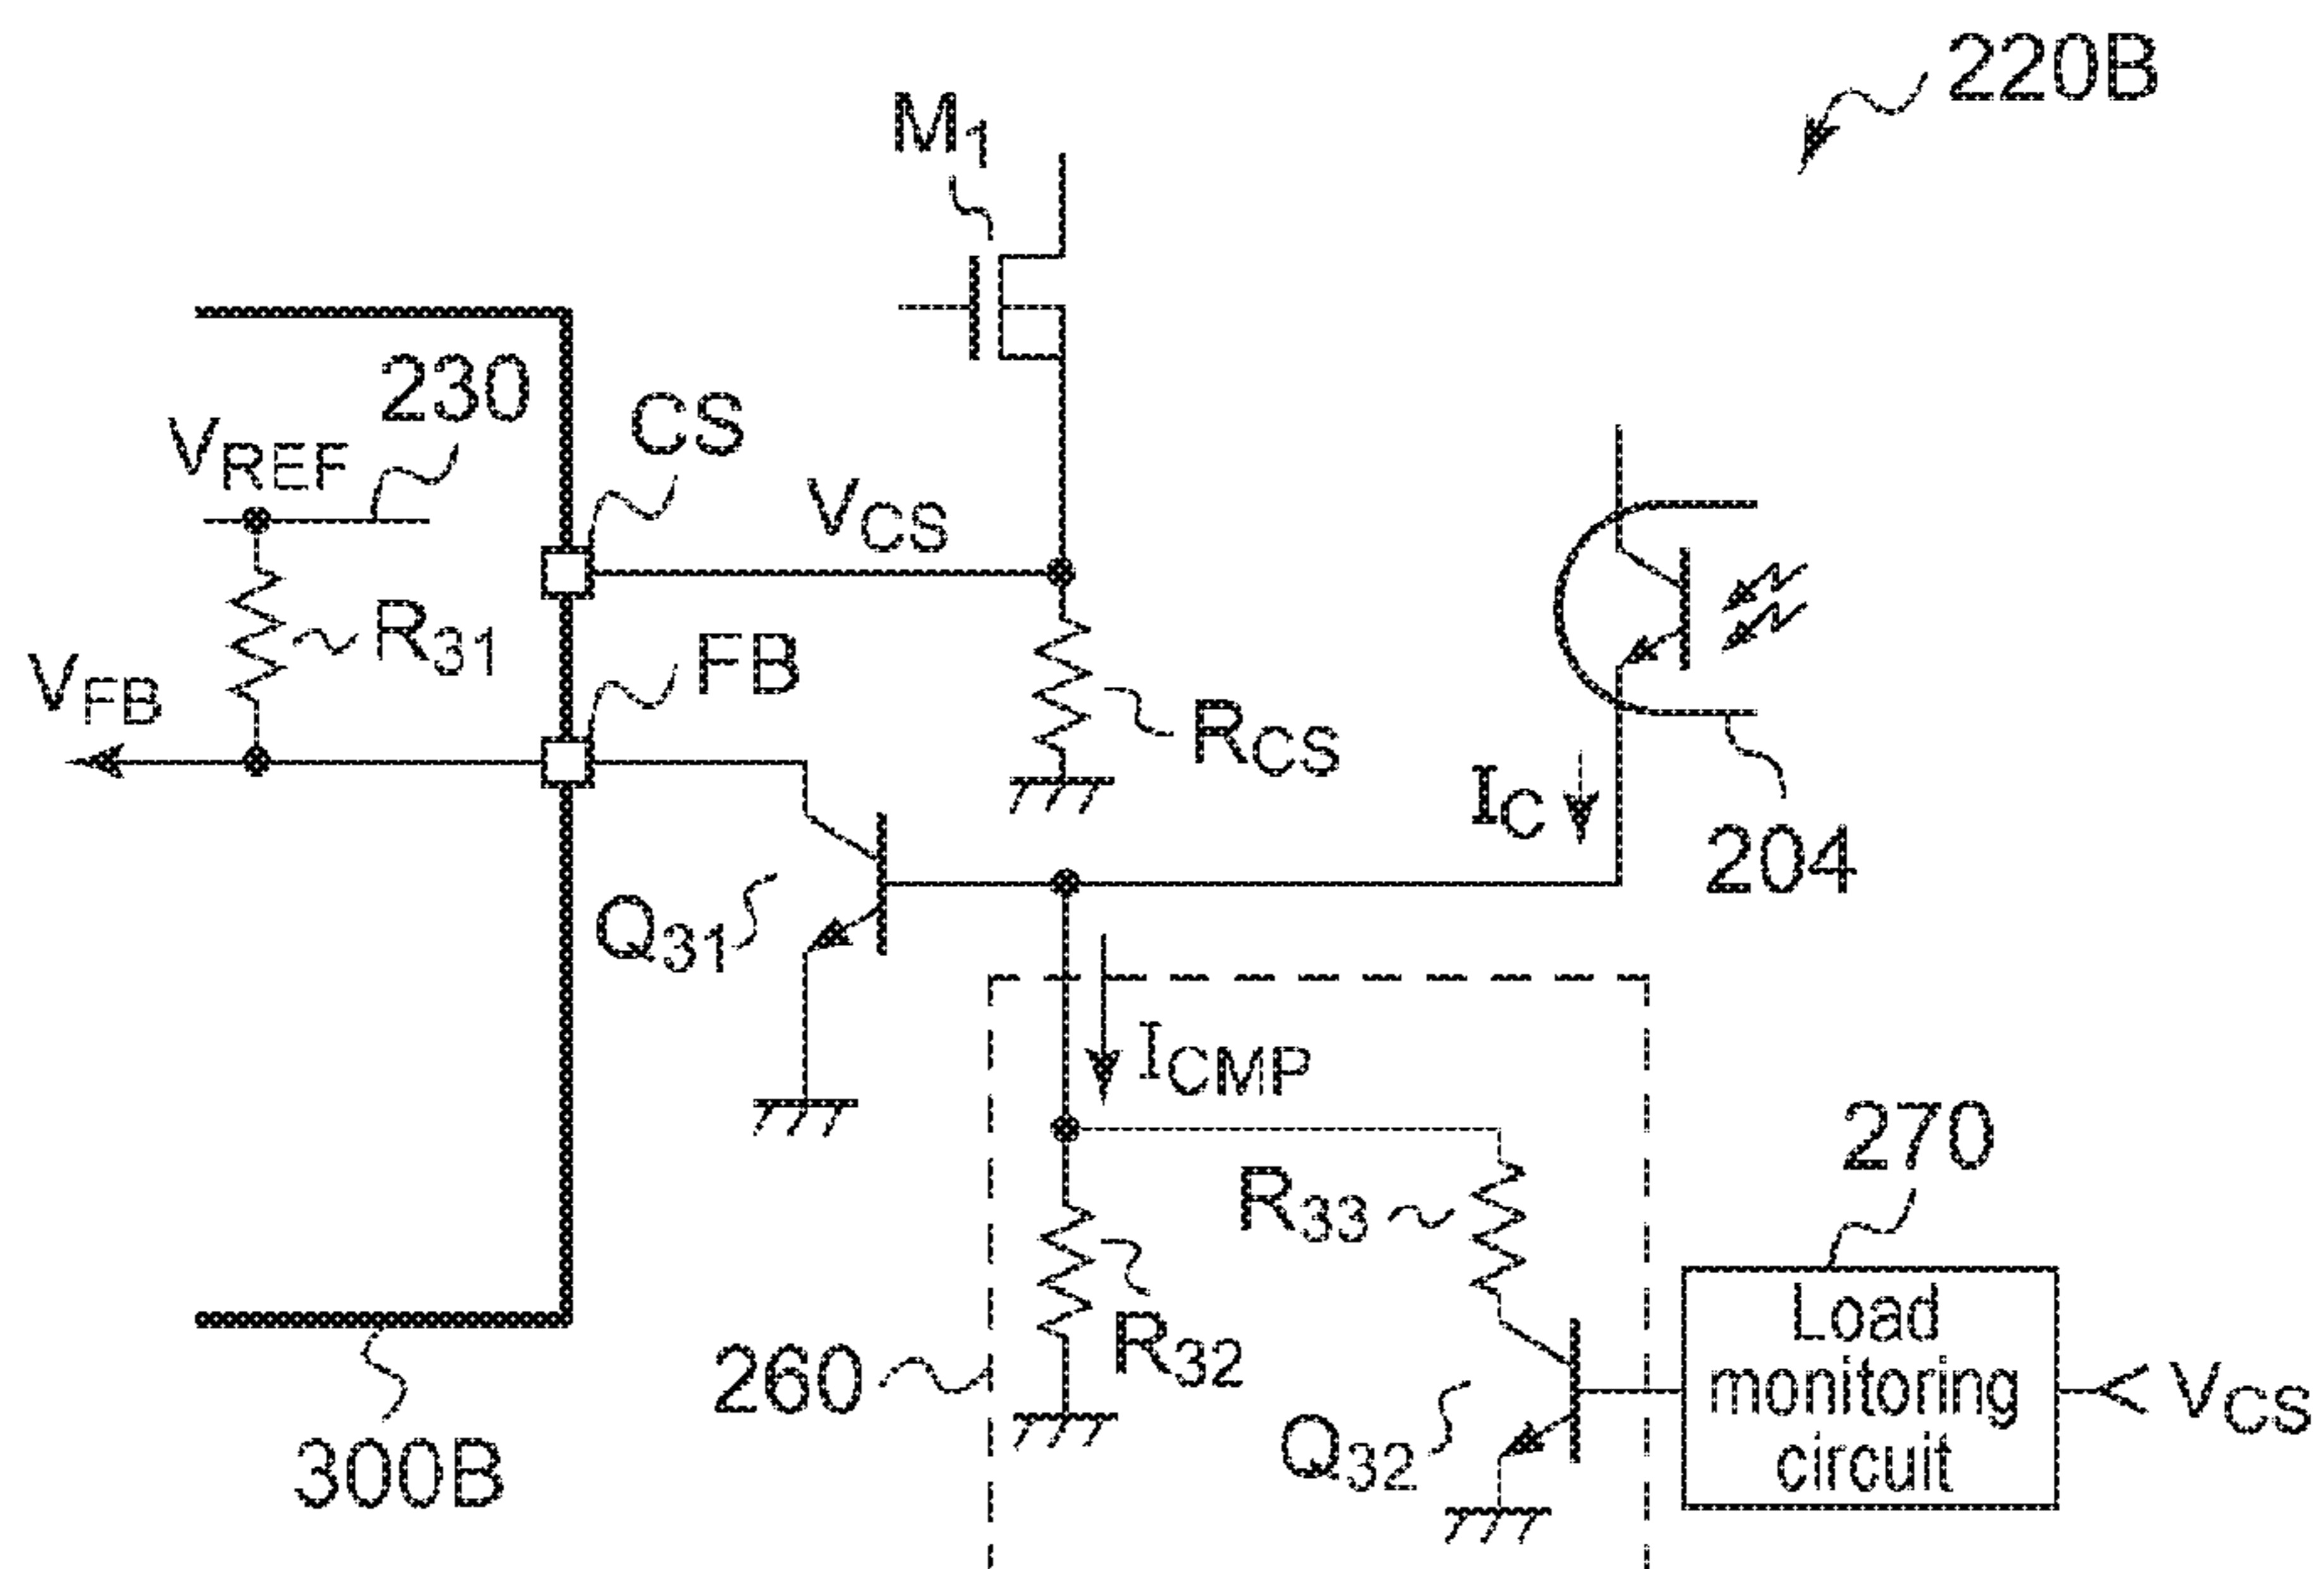 220B
M1
230
CS
VREF
VCS
R31
FB
VFB
RCS
IC
204
Q31
ICMP
270
R33
Load
monitoring
circuit
R32
260
VCS
Q32
300B